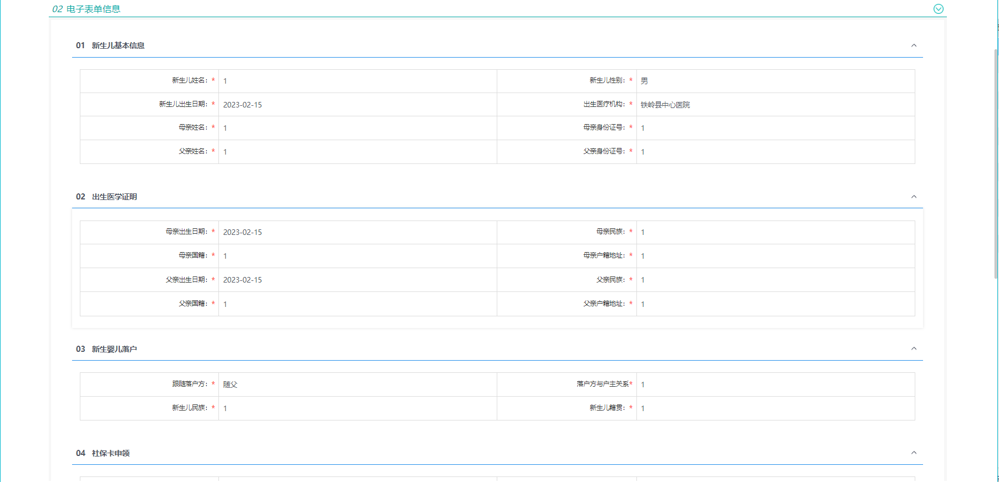 02 电子表单信息
01 新生儿基本信息
新生儿姓名: * 1 新生儿性别: * 男
新生儿出生日期: * 2023-02-15 出生医疗机构: * 铁岭县中心医院
母亲姓名: * 1 母亲身份证号: * 1
父亲姓名: * 1 父亲身份证号: * 1
02 出生医学证明
母亲出生日期: * 2023-02-15 母亲民族: * 1
母亲国籍: * 1 母亲户籍地址: * 1
父亲出生日期: * 2023-02-15 父亲民族: * 1
父亲国籍: * 1 父亲户籍地址: * 1
03 新生婴儿落户
跟随落户方: * 随父 落户方与户主关系* 1
新生儿民族: * 1 新生儿籍贯: * 1
04 社保卡申领